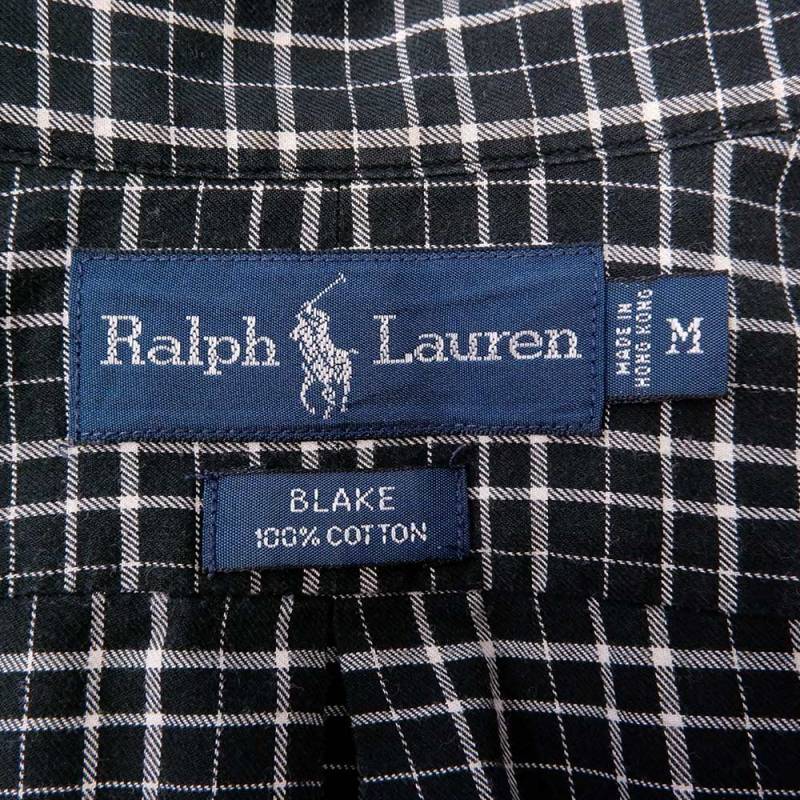 Ralph Lauren
MADE IN
HONG KONG
M
BLAKE
100% COTTON